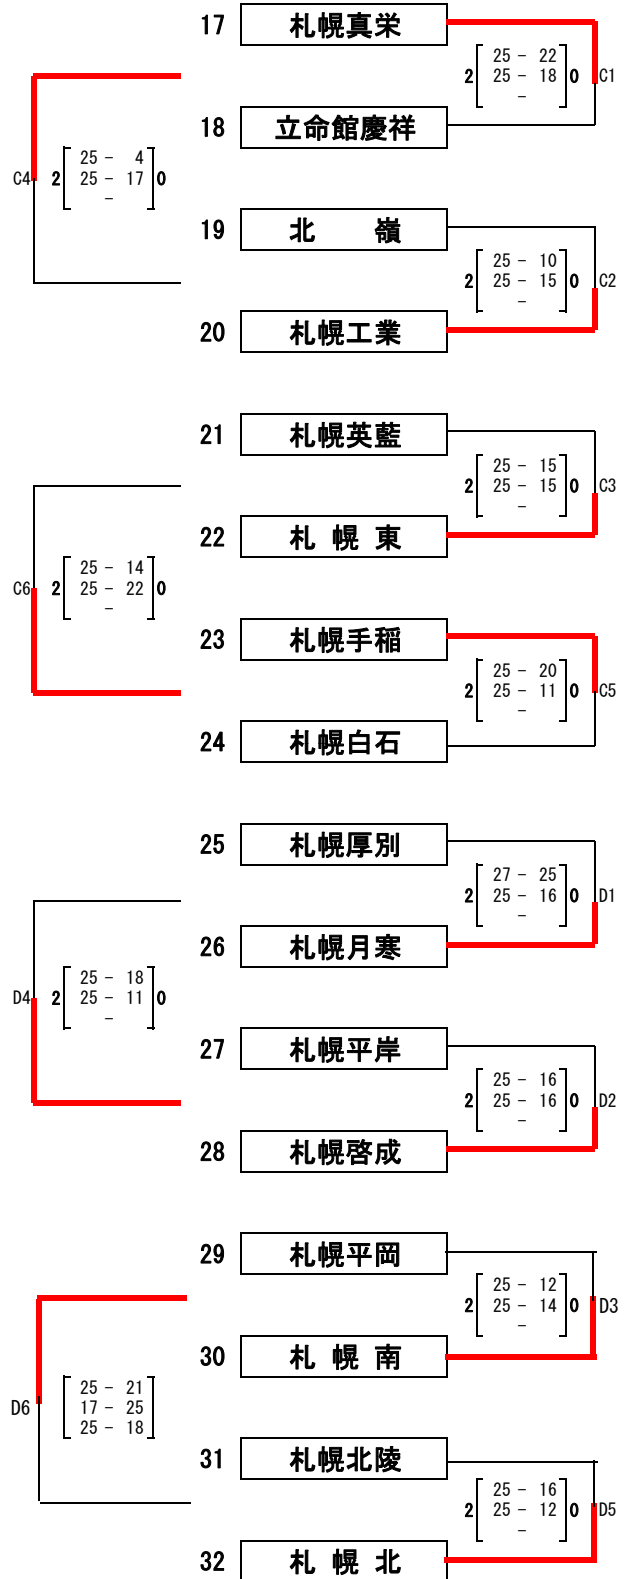 17 札幌真栄
25 - 22
2 25 - 18 0 C1
-
18 立命館慶祥
25 - 4
C4 2 25 - 17 0
-
19 北 嶺
25 - 10
2 25 - 15 0 C2
-
20 札幌工業
21 札幌英藍
25 - 15
2 25 - 15 0 C3
-
22 札 幌 東
25 - 14
C6 2 25 - 22 0
-
23 札幌手稲
25 - 20
2 25 - 11 0 C5
-
24 札幌白石
25 札幌厚別
27 - 25
2 25 - 16 0 D1
-
26 札幌月寒
25 - 18
D4 2 25 - 11 0
-
27 札幌平岸
25 - 16
2 25 - 16 0 D2
-
28 札幌啓成
29 札幌平岡
25 - 12
2 25 - 14 0 D3
-
30 札 幌 南
25 - 21
D6 17 - 25
25 - 18
31 札幌北陵
25 - 16
2 25 - 12 0 D5
-
32 札 幌 北